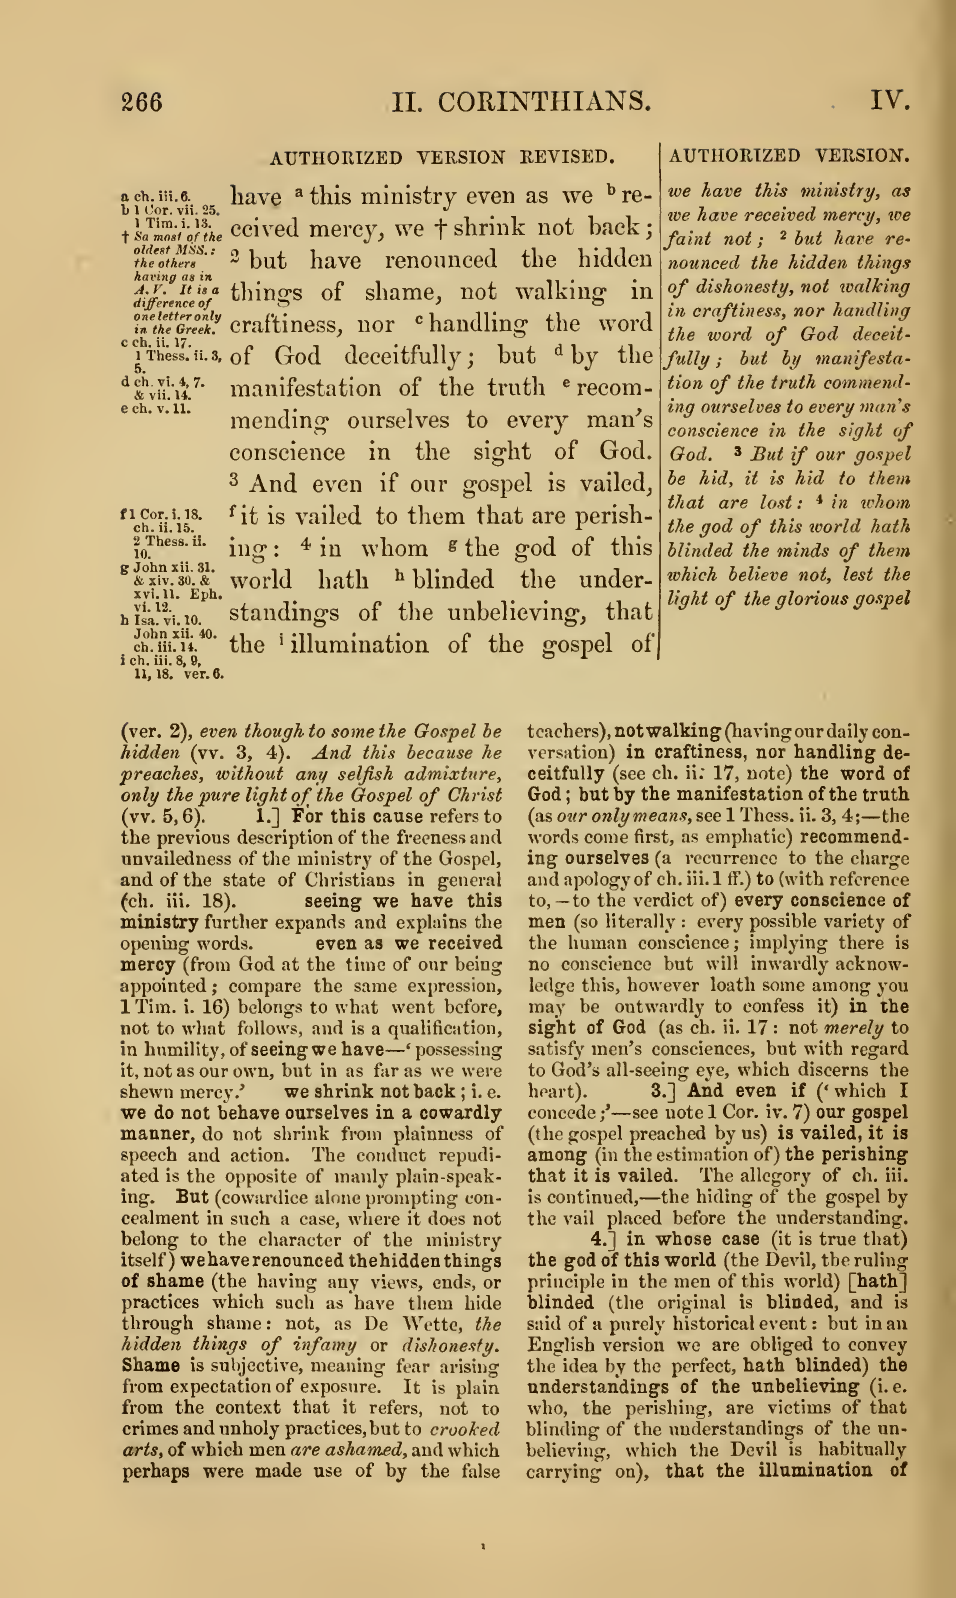 266
II. CORINTHIANS.
IV.
AUTHORIZED VERSION REVISED.
a ch. iii. 6.
b 1 Cor. vii. 25.
1 Tim. i. 13.
† So most of the
oldest MSS.:
the others
having as in
A. V. It is a
difference of
one letter only
in the Greek.
c ch. ii. 17.
1 Thess. ii. 3,
5.
d ch. vi. 4, 7.
& vii. 14.
e ch. v. 11.
f 1 Cor. i. 18.
ch. ii. 15.
2 Thess. ii.
10.
g John xii. 31.
& xiv. 30. &
xvi. 11. Eph.
vi. 12.
h Isa. vi. 10.
John xii. 40.
ch. iii. 14.
i ch. iii. 8, 9,
11, 18. ver. 6.
have a this ministry even as we b re-
ceived mercy, we † shrink not back;
2 but have renounced the hidden
things of shame, not walking in
craftiness, nor c handling the word
of God deceitfully; but d by the
manifestation of the truth e recom-
mending ourselves to every man's
conscience in the sight of God.
3 And even if our gospel is vailed,
f it is vailed to them that are perish-
ing: 4 in whom g the god of this
world hath h blinded the under-
standings of the unbelieving, that
the i illumination of the gospel of
AUTHORIZED VERSION.
we have this ministry, as
we have received mercy, we
faint not; 2 but have re-
nounced the hidden things
of dishonesty, not walking
in craftiness, nor handling
the word of God deceit-
fully; but by manifesta-
tion of the truth commend-
ing ourselves to every man's
conscience in the sight of
God. 3 But if our gospel
be hid, it is hid to them
that are lost: 4 in whom
the god of this world hath
blinded the minds of them
which believe not, lest the
light of the glorious gospel
(ver. 2), even though to some the Gospel be
hidden (vv. 3, 4). And this because he
preaches, without any selfish admixture,
only the pure light of the Gospel of Christ
(vv. 5, 6). 1.] For this cause refers to
the previous description of the freeness and
unvailedness of the ministry of the Gospel,
and of the state of Christians in general
(ch. iii. 18). seeing we have this
ministry further expands and explains the
opening words. even as we received
mercy (from God at the time of our being
appointed; compare the same expression,
1 Tim. i. 16) belongs to what went before,
not to what follows, and is a qualification,
in humility, of seeing we have—‘possessing
it, not as our own, but in as far as we were
shewn mercy.’ we shrink not back; i. e.
we do not behave ourselves in a cowardly
manner, do not shrink from plainness of
speech and action. The conduct repudi-
ated is the opposite of manly plain-speak-
ing. But (cowardice alone prompting con-
cealment in such a case, where it does not
belong to the character of the ministry
itself) we have renounced the hidden things
of shame (the having any views, ends, or
practices which such as have them hide
through shame: not, as De Wette, the
hidden things of infamy or dishonesty.
Shame is subjective, meaning fear arising
from expectation of exposure. It is plain
from the context that it refers, not to
crimes and unholy practices, but to crooked
arts, of which men are ashamed, and which
perhaps were made use of by the false
teachers), not walking (having our daily con-
versation) in craftiness, nor handling de-
ceitfully (see ch. ii. 17, note) the word of
God; but by the manifestation of the truth
(as our only means, see 1 Thess. ii. 3, 4;—the
words come first, as emphatic) recommend-
ing ourselves (a recurrence to the charge
and apology of ch. iii. 1 ff.) to (with reference
to,—to the verdict of) every conscience of
men (so literally: every possible variety of
the human conscience; implying there is
no conscience but will inwardly acknow-
ledge this, however loath some among you
may be outwardly to confess it) in the
sight of God (as ch. ii. 17: not merely to
satisfy men's consciences, but with regard
to God's all-seeing eye, which discerns the
heart). 3.] And even if (‘which I
concede;’—see note 1 Cor. iv. 7) our gospel
(the gospel preached by us) is vailed, it is
among (in the estimation of) the perishing
that it is vailed. The allegory of ch. iii.
is continued,—the hiding of the gospel by
the vail placed before the understanding.
4.] in whose case (it is true that)
the god of this world (the Devil, the ruling
principle in the men of this world) [hath]
blinded (the original is blinded, and is
said of a purely historical event: but in an
English version we are obliged to convey
the idea by the perfect, hath blinded) the
understandings of the unbelieving (i. e.
who, the perishing, are victims of that
blinding of the understandings of the un-
believing, which the Devil is habitually
carrying on), that the illumination of